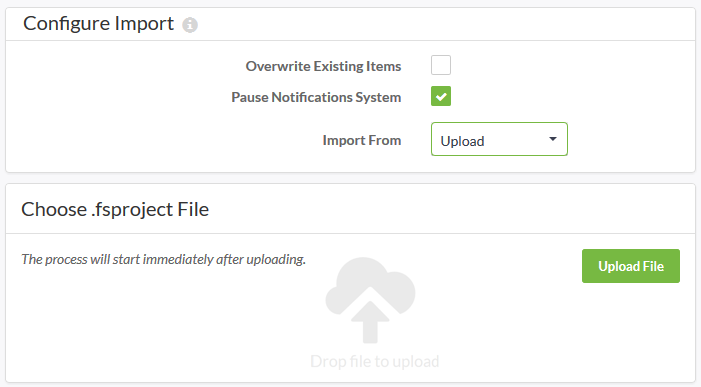 Configure Import
Overwrite Existing Items
Pause Notifications System
Import From
Upload
Choose .fsproject File
The process will start immediately after uploading.
Upload File
Drop file to upload